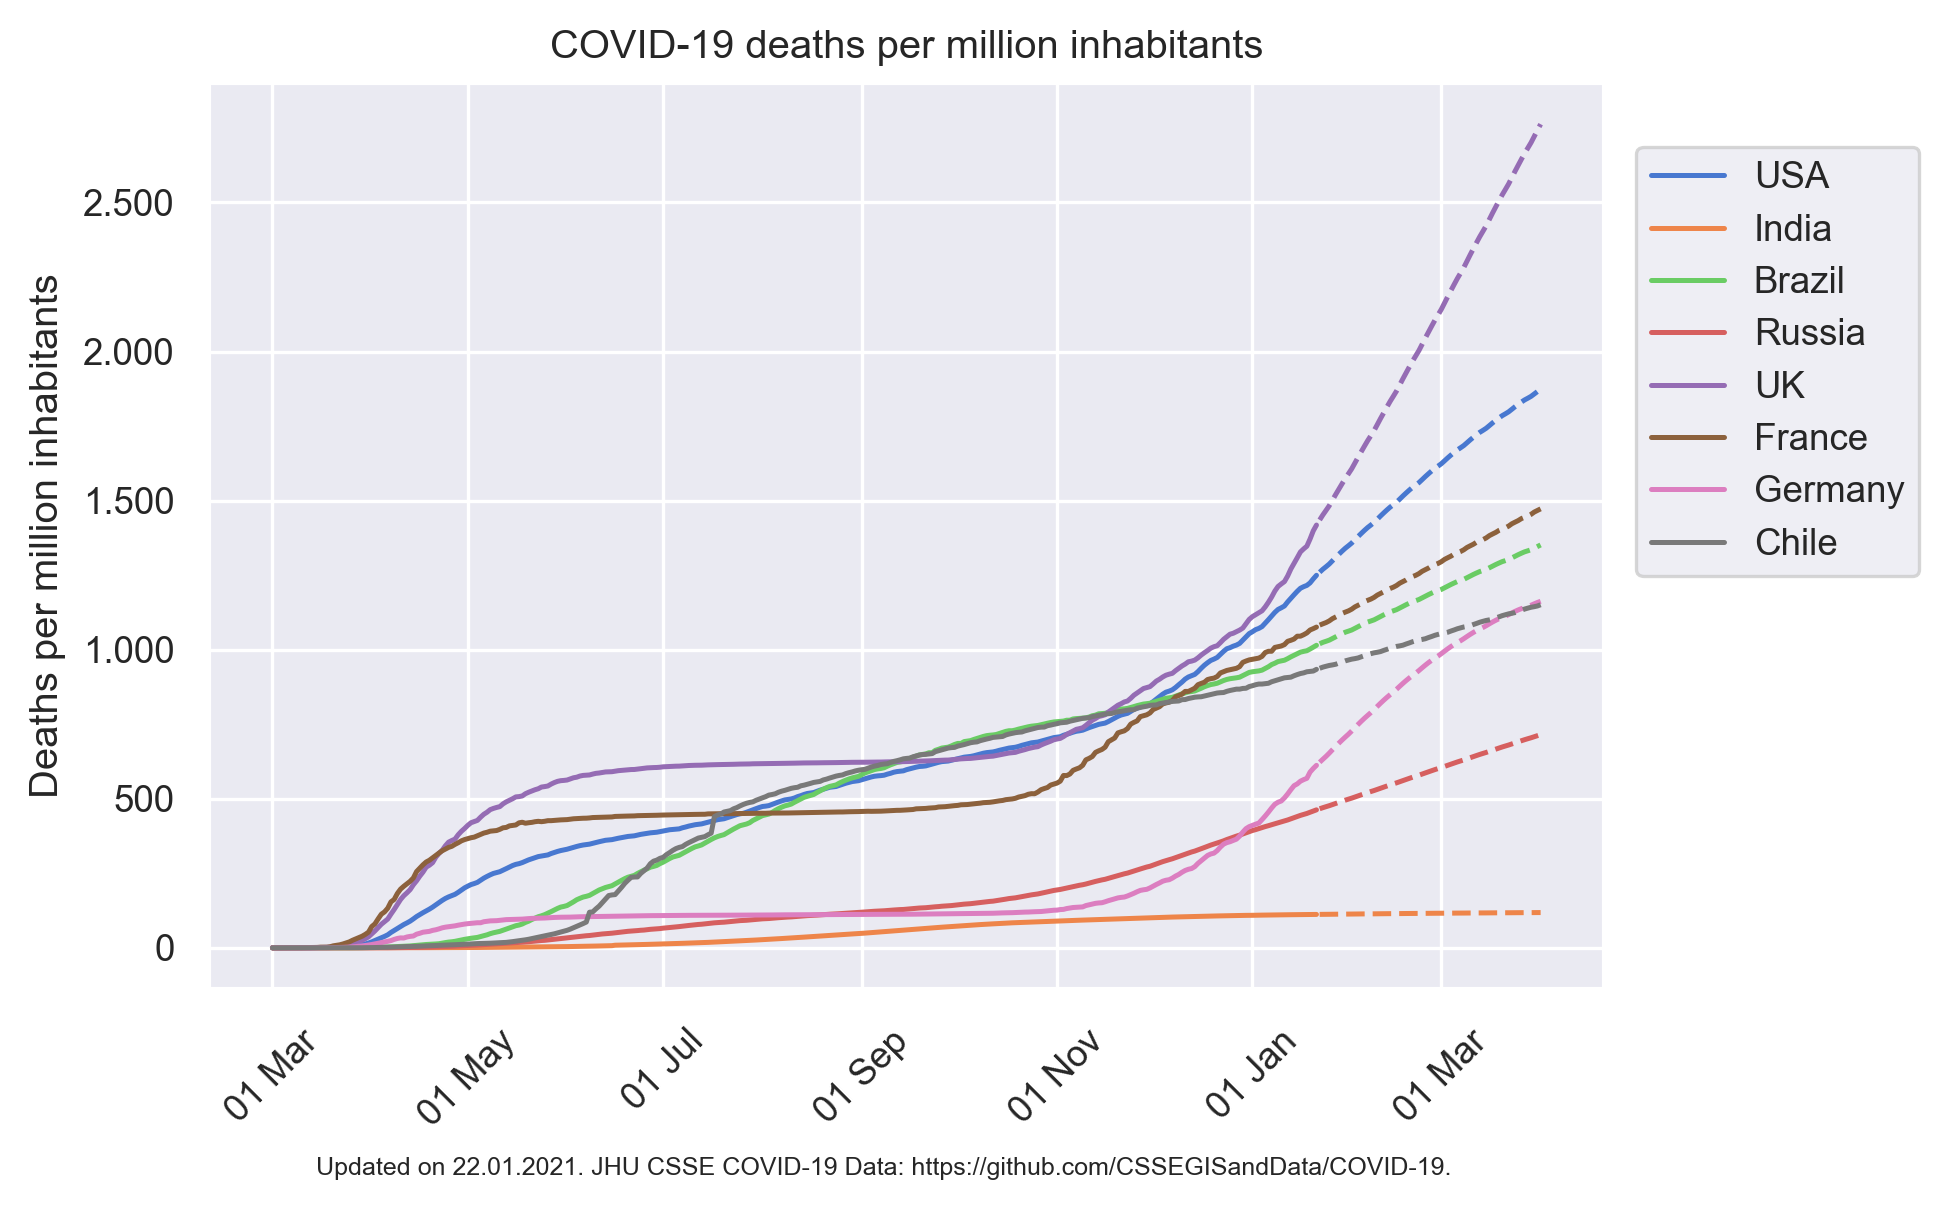 COVID-19 deaths per million inhabitants
Deaths per million inhabitants
2.500
2.000
1.500
1.000
500
0
01 Mar
01 May
01 Jul
01 Sep
01 Nov
01 Jan
01 Mar
USA
India
Brazil
Russia
UK
France
Germany
Chile
Updated on 22.01.2021. JHU CSSE COVID-19 Data: https://github.com/CSSEGISandData/COVID-19.